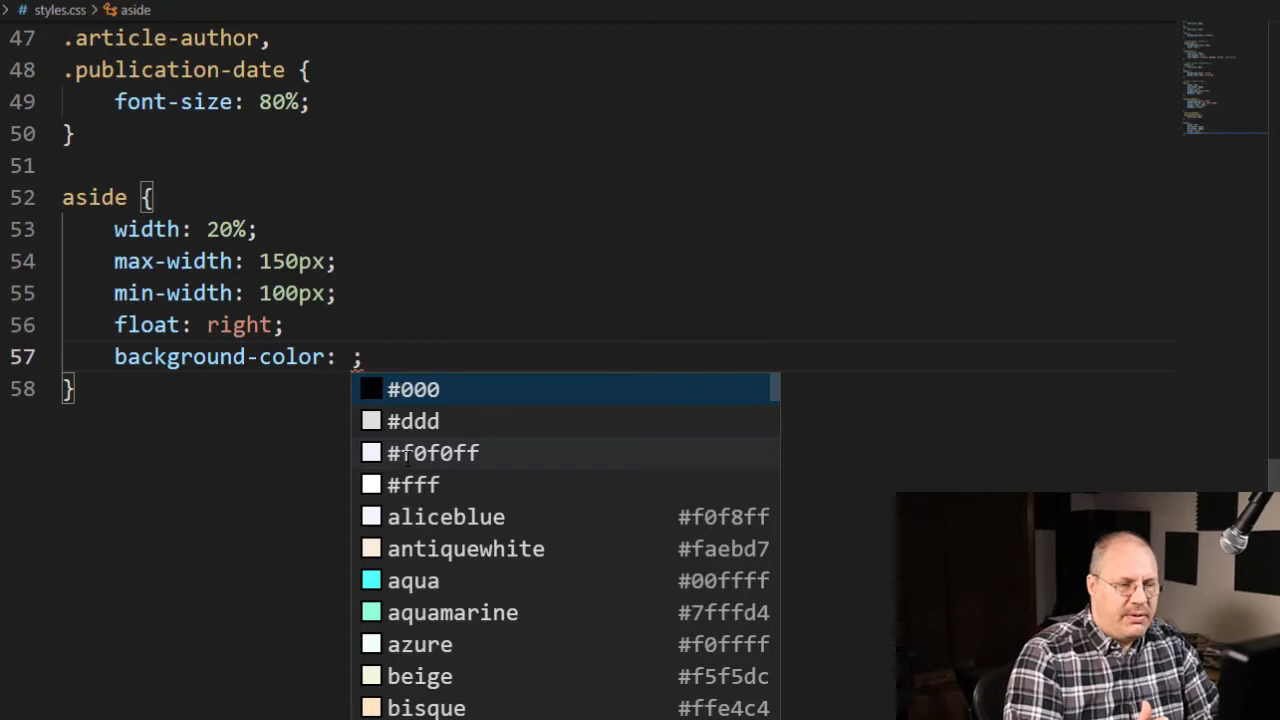 # styles.css > aside
47 .article-author,
48 .publication-date {
49 font-size: 80%;
50 }
51
52 aside {
53 width: 20%;
54 max-width: 150px;
55 min-width: 100px;
56 float: right;
57 background-color: ;
58 }
#000
#ddd
#f0f0ff
#fff
aliceblue #f0f8ff
antiquewhite #faebd7
aqua #00ffff
aquamarine #7fffd4
azure #f0ffff
beige #f5f5dc
bisque #ffe4c4